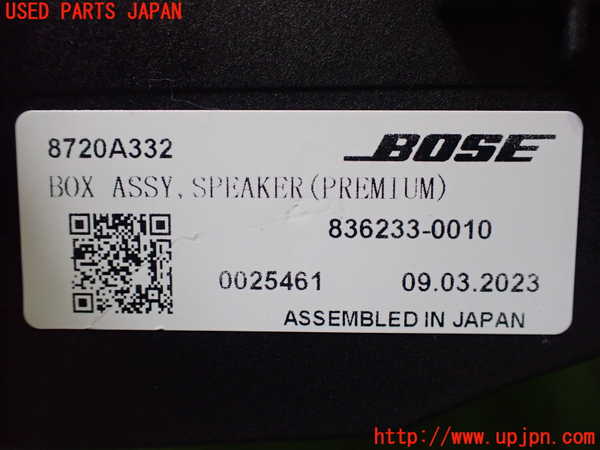 USED PARTS JAPAN
8720A332
BOSE
BOX ASSY,SPEAKER(PREMIUM)
836233-0010
0025461 09.03.2023
ASSEMBLED IN JAPAN
http://www.upjpn.com/